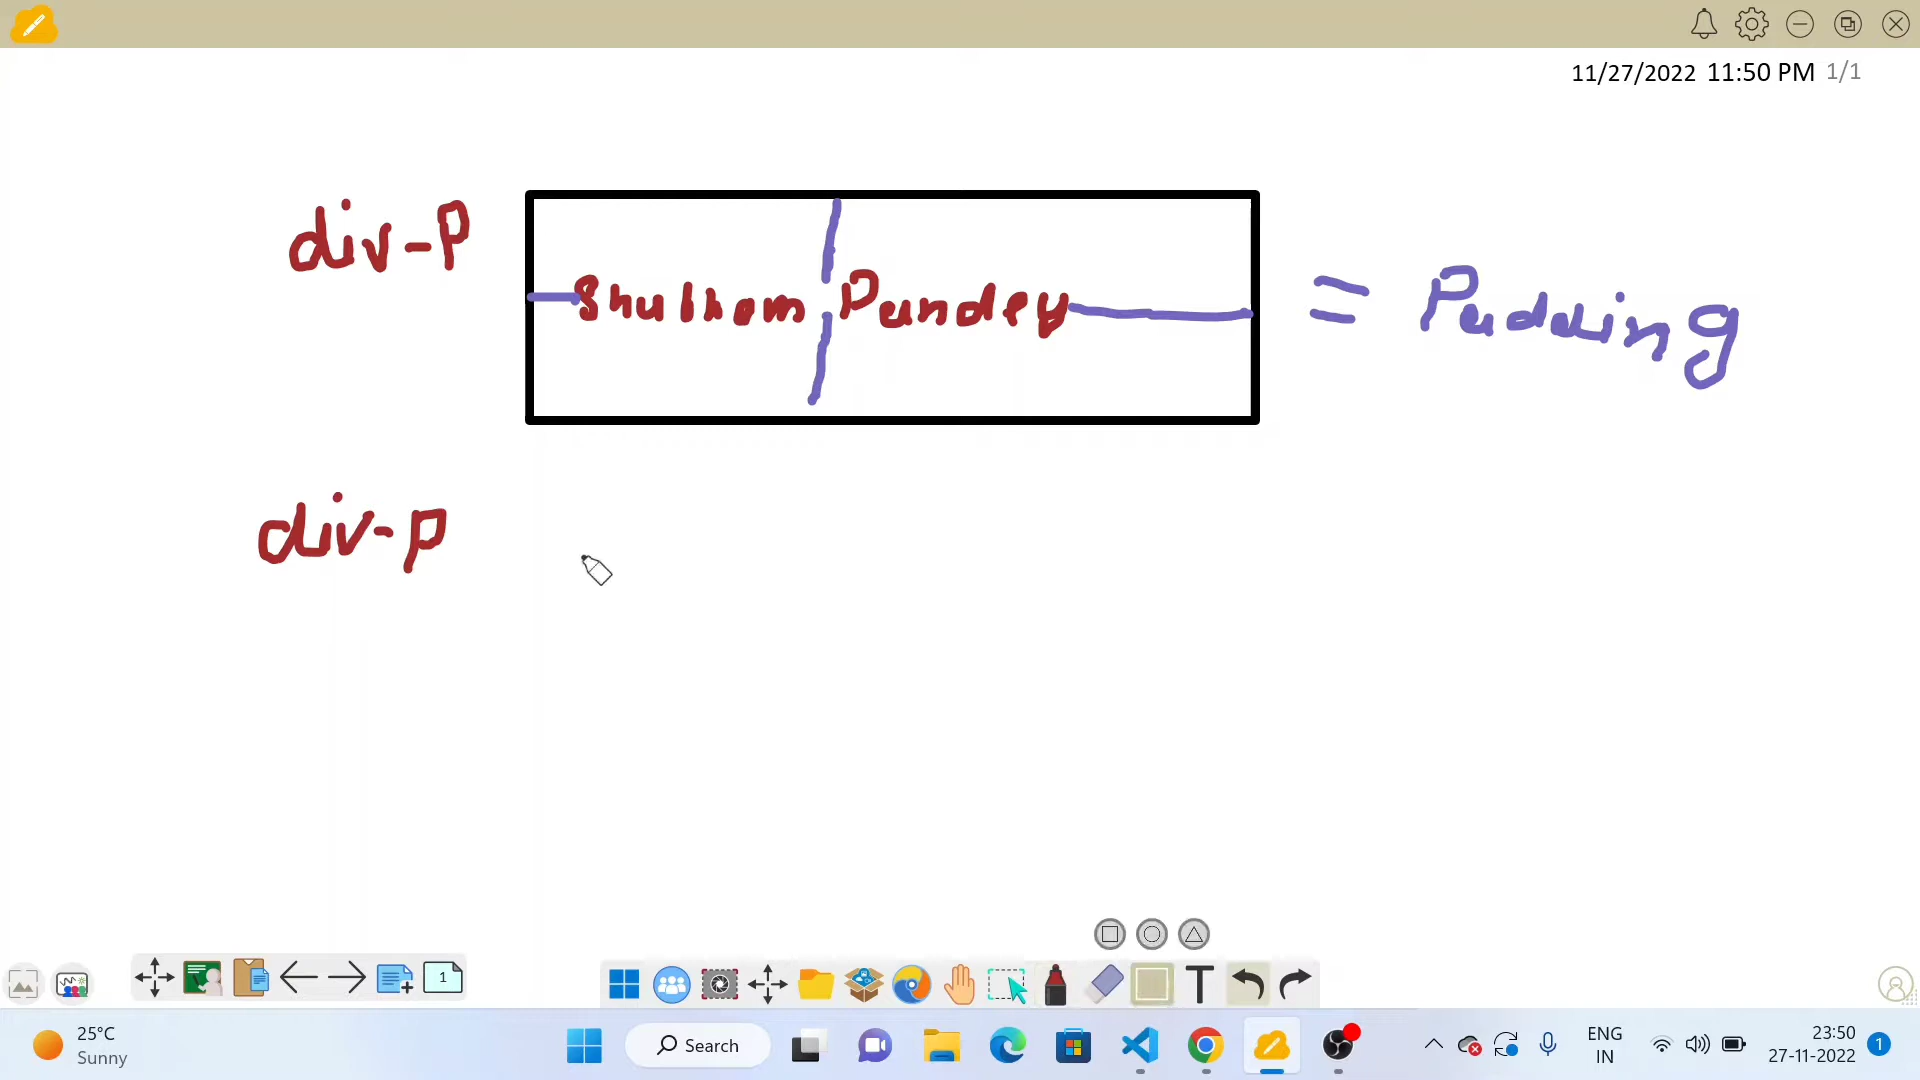 11/27/2022 11:50 PM 1/1
div-P
Shubham Pandey
= Padding
div-p
1
25°C
Sunny
Search
ENG
IN
23:50
27-11-2022
1